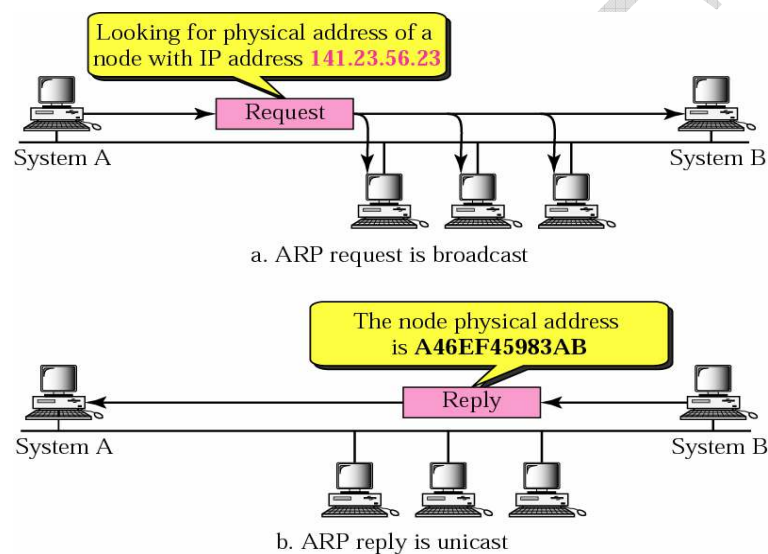 Looking for physical address of a
node with IP address 141.23.56.23
Request
System A
System B
a. ARP request is broadcast
The node physical address
is A46EF45983AB
Reply
System A
System B
b. ARP reply is unicast